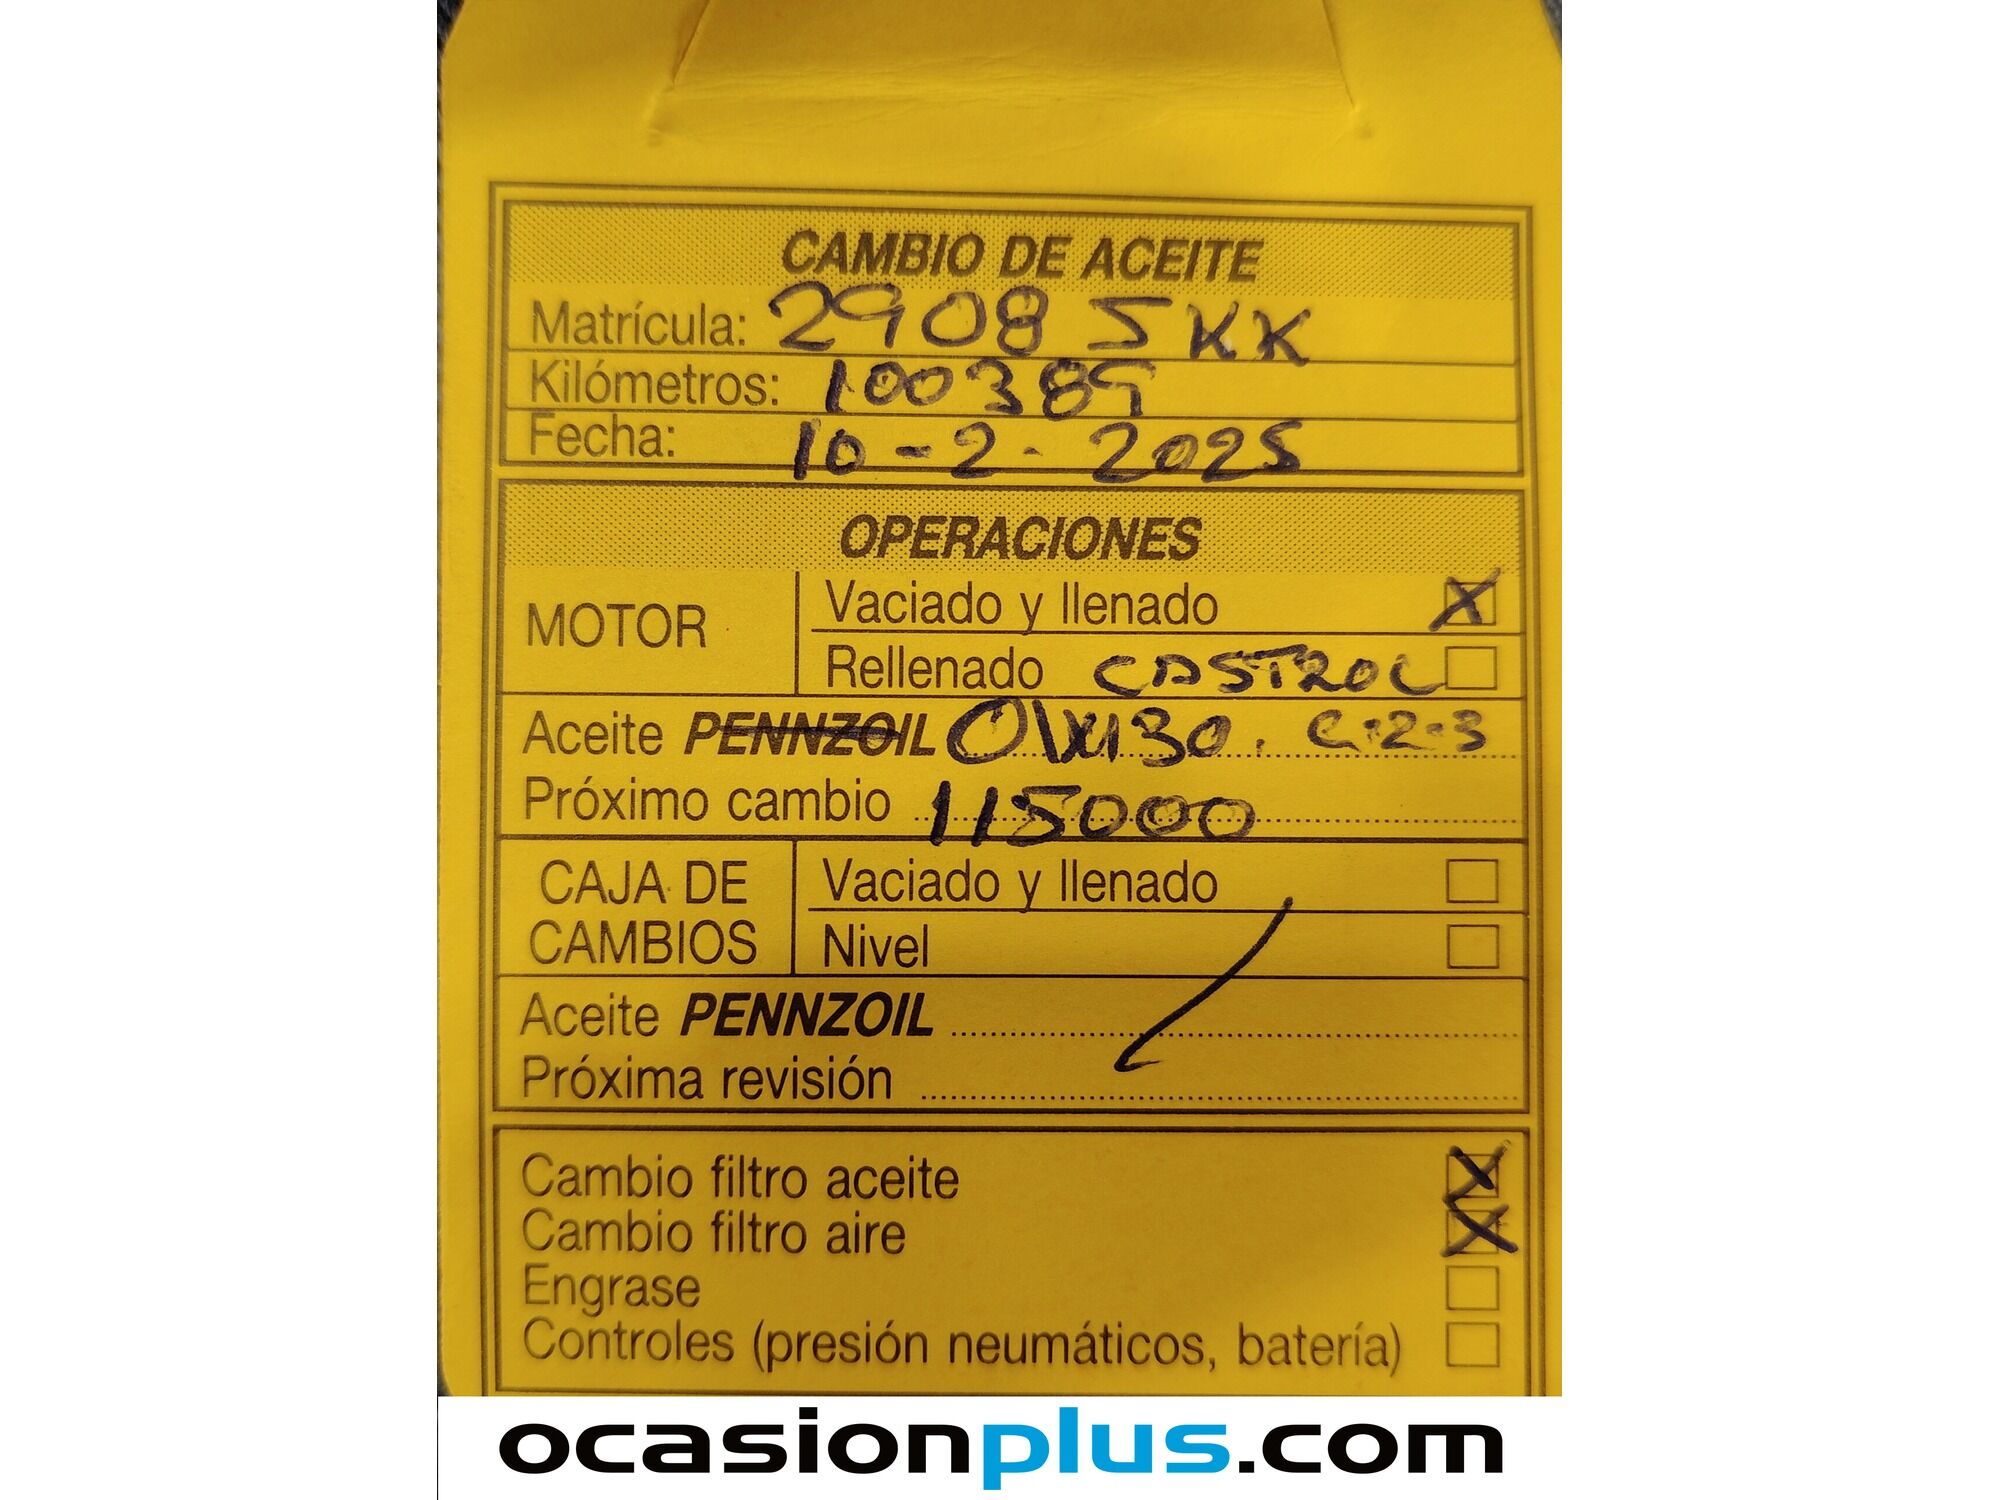 CAMBIO DE ACEITE
Matrícula: 2908 JKK
Kilómetros: 100389
Fecha: 10-2-2025
OPERACIONES
MOTOR
Vaciado y llenado X
Rellenado CASTROL
Aceite PENNZOIL 0W30. C-2-3
Próximo cambio 115000
CAJA DE CAMBIOS
Vaciado y llenado
Nivel
Aceite PENNZOIL
Próxima revisión
Cambio filtro aceite X
Cambio filtro aire X
Engrase
Controles (presión neumáticos, batería)
ocasionplus.com